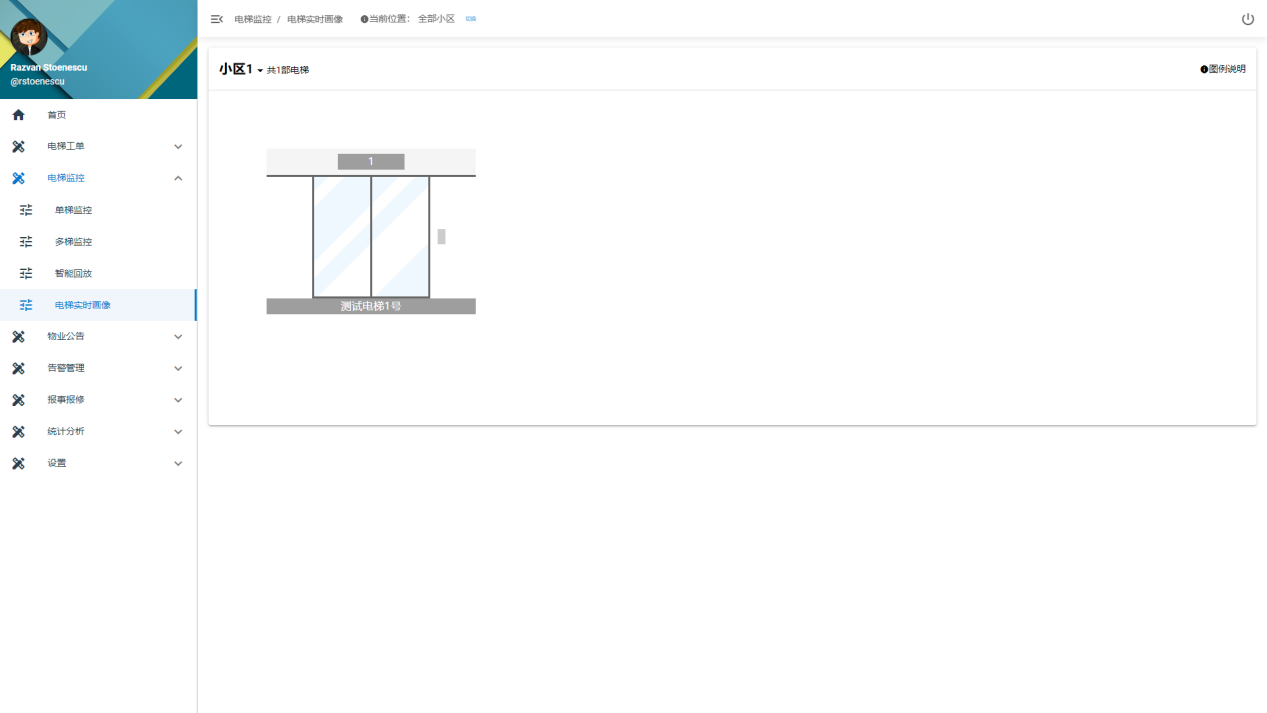 Razvan Stoenescu
@rstoenescu
首页
电梯工单
电梯监控
单梯监控
多梯监控
智能回放
电梯实时画像
物业公告
告警管理
报事报修
统计分析
设置
电梯监控 / 电梯实时画像 当前位置: 全部小区
小区1 共1部电梯
图例说明
1
测试电梯1号